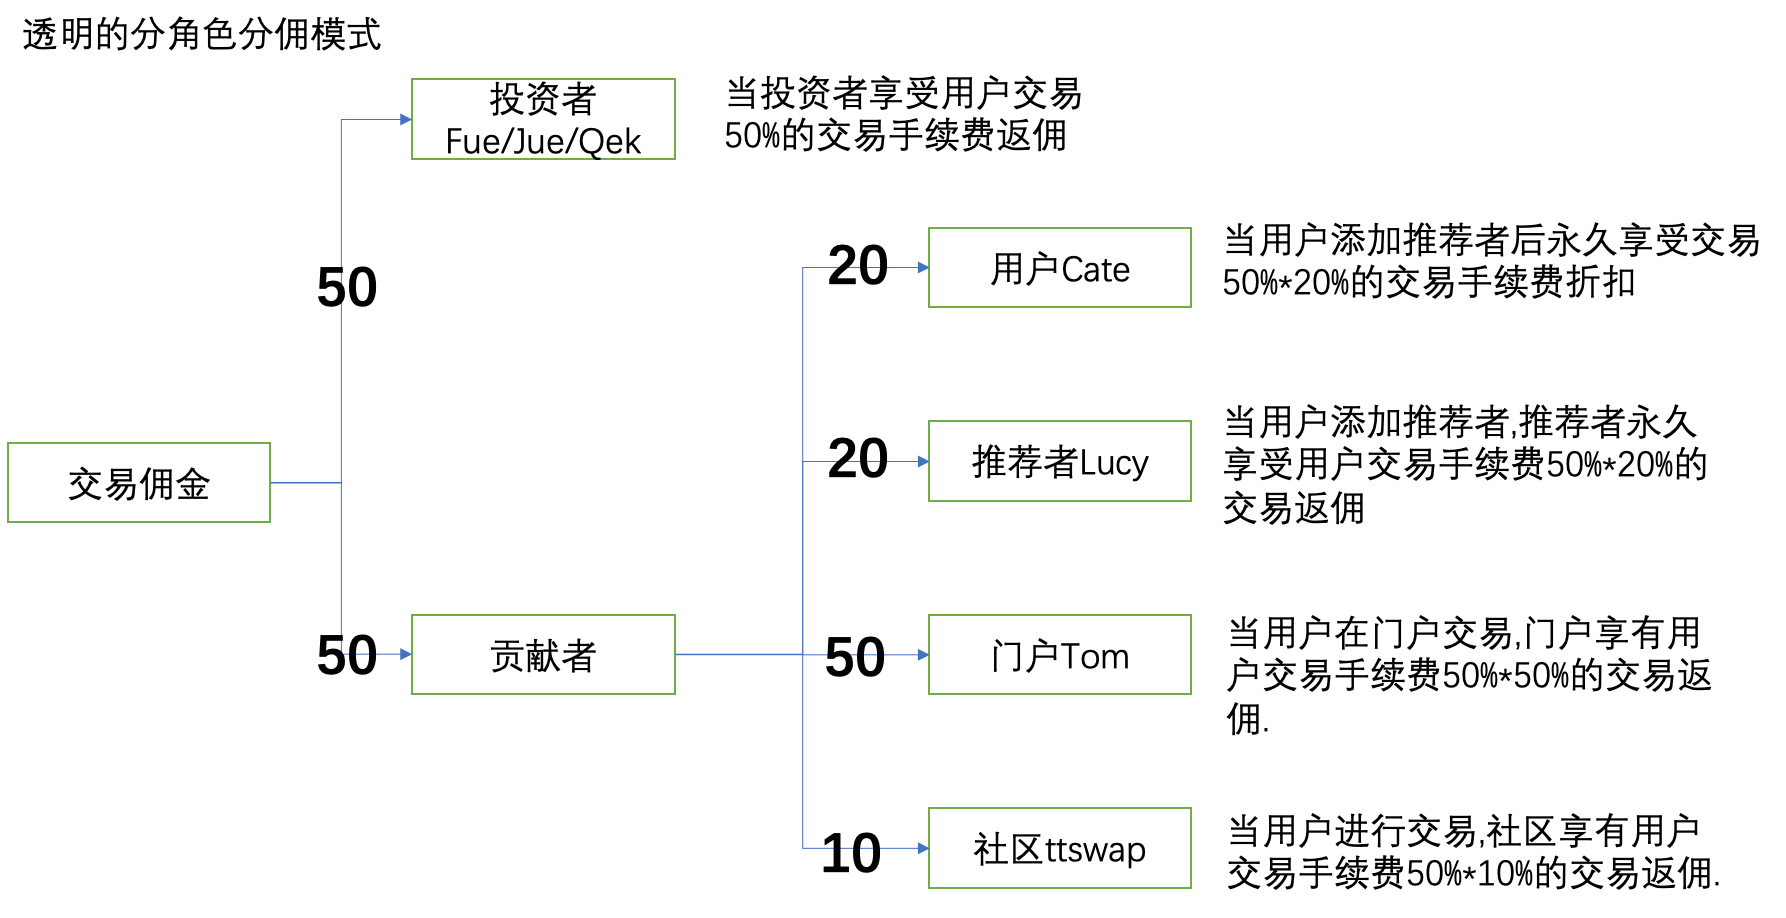 透明的分角色分佣模式
投资者
Fue/Jue/Qek
当投资者享受用户交易
50%的交易手续费返佣
50
20
用户Cate
当用户添加推荐者后永久享受交易
50%*20%的交易手续费折扣
20
推荐者Lucy
当用户添加推荐者,推荐者永久
享受用户交易手续费50%*20%的
交易返佣
交易佣金
50
贡献者
50
门户Tom
当用户在门户交易,门户享有用
户交易手续费50%*50%的交易返
佣.
10
社区ttswap
当用户进行交易,社区享有用户
交易手续费50%*10%的交易返佣.